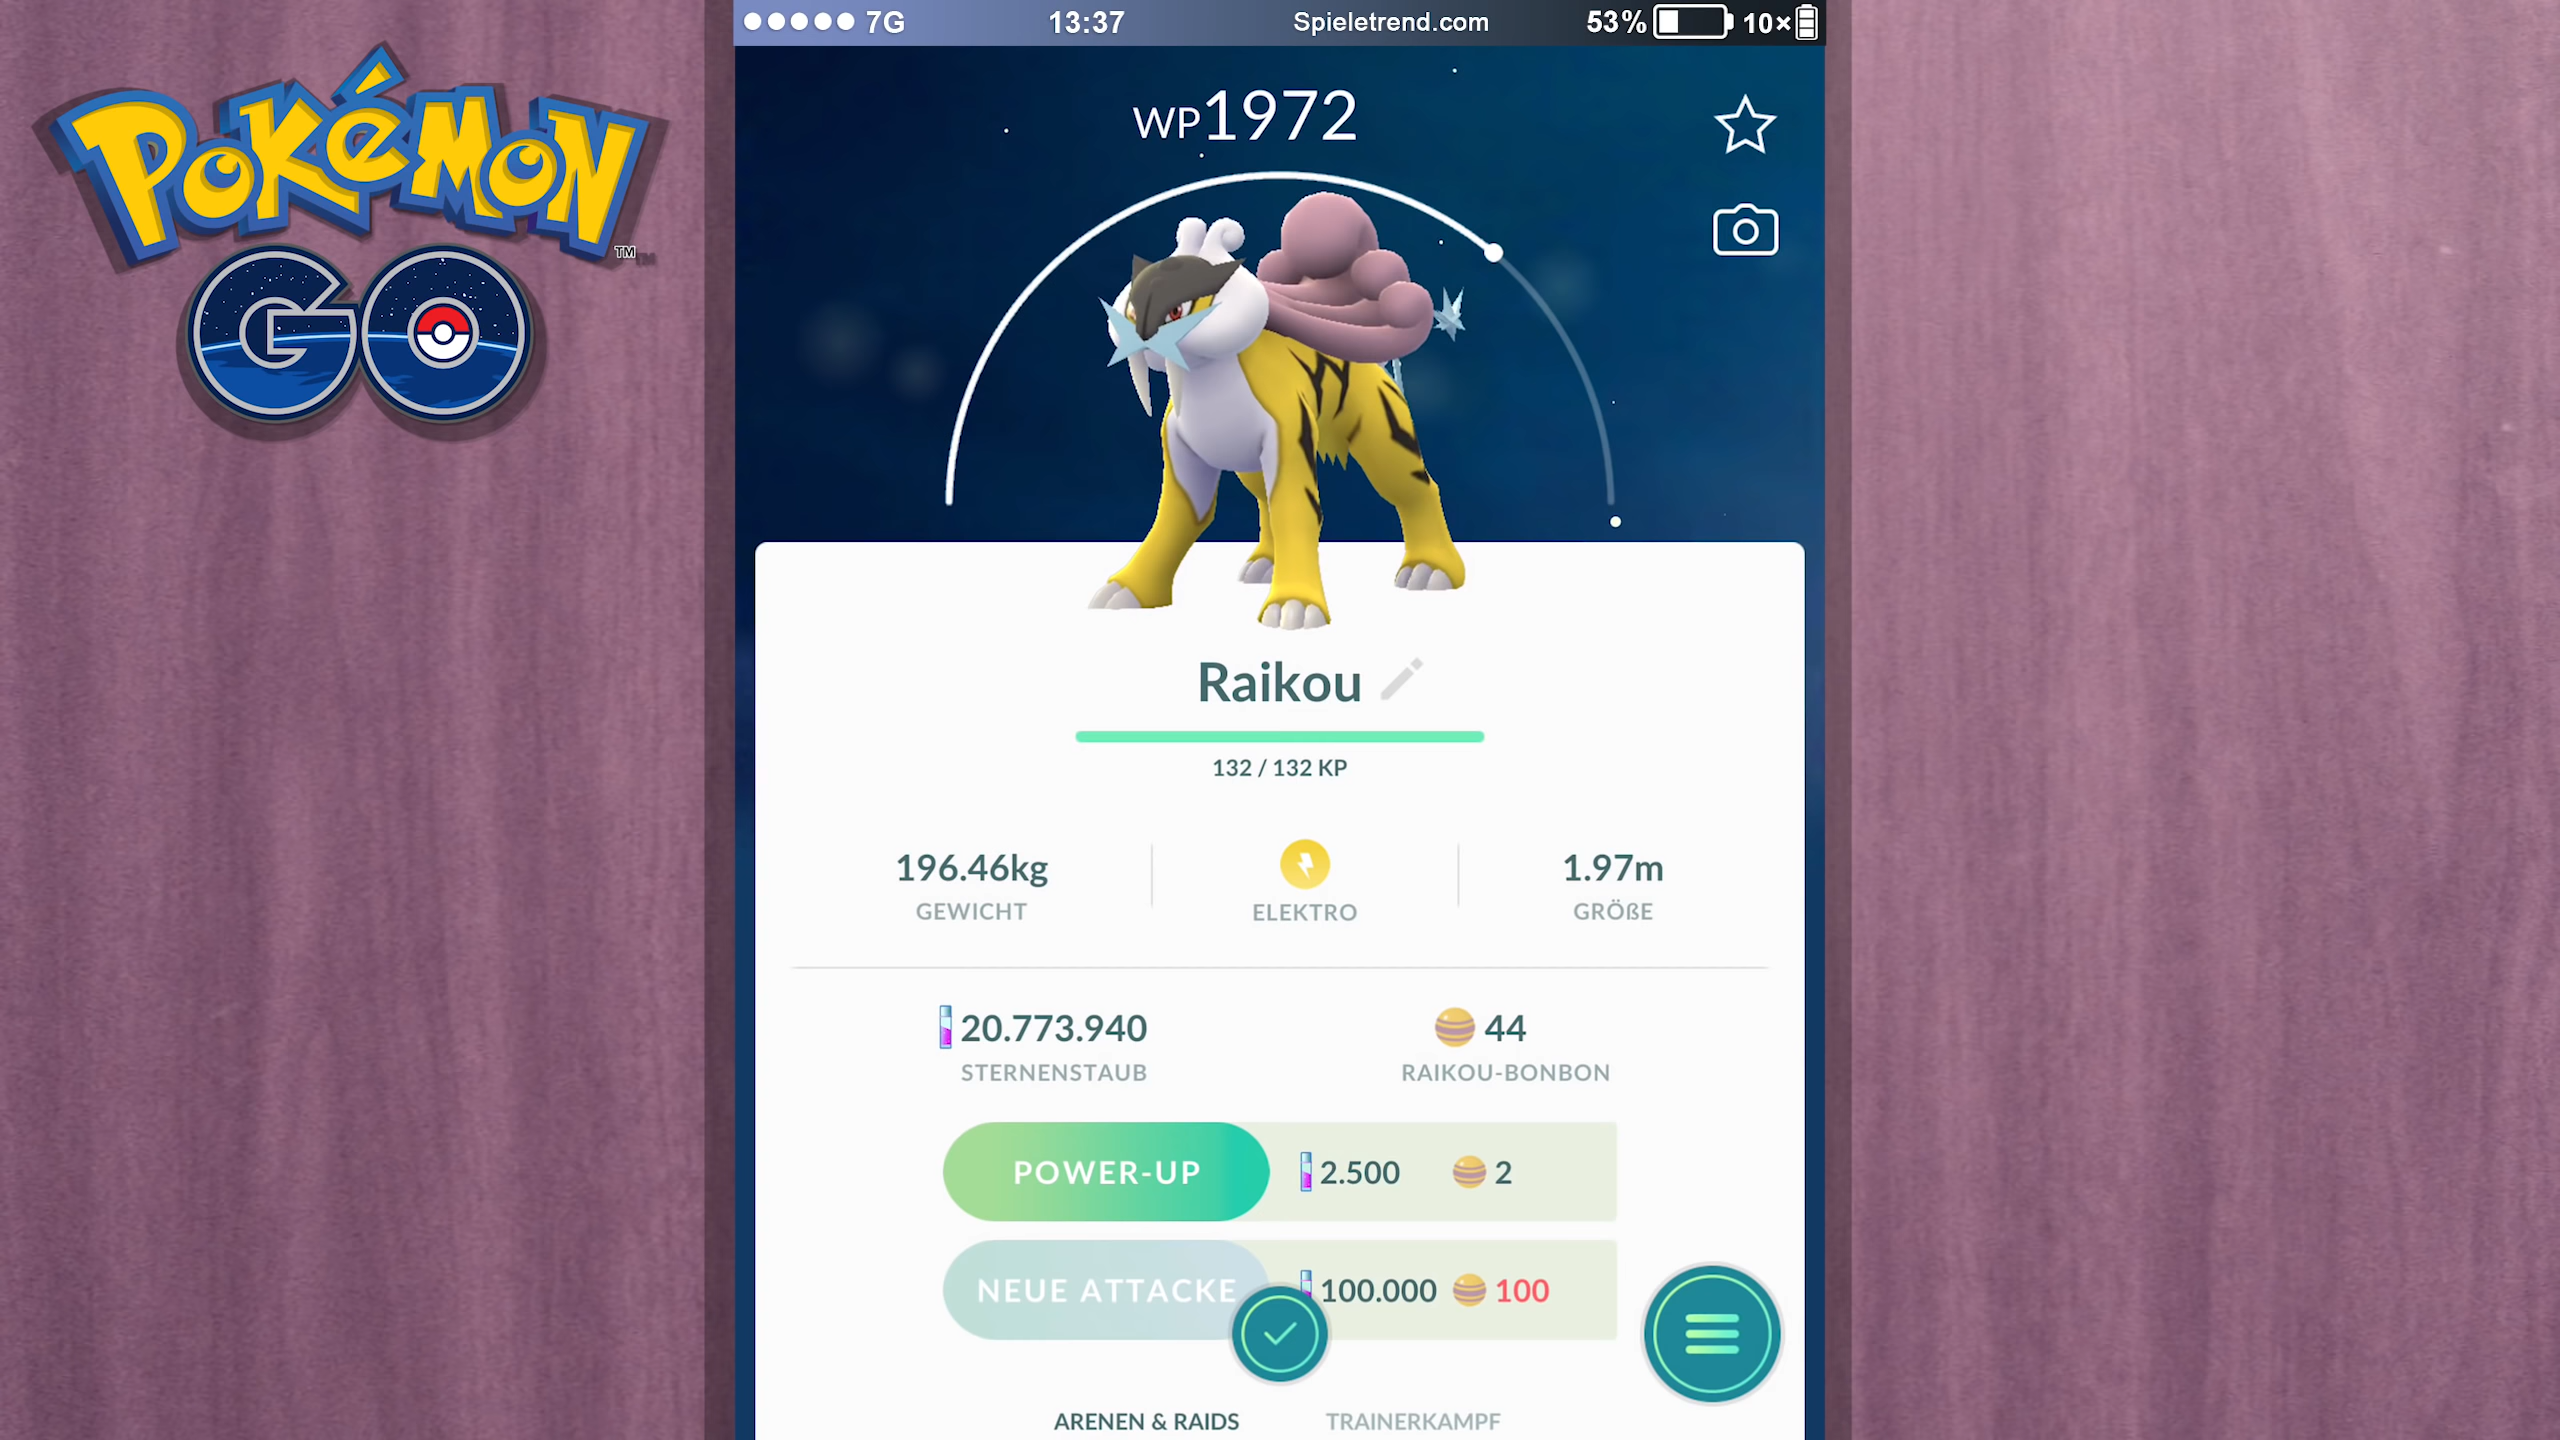 7G 13:37 Spieletrend.com 53% 10×
POKéMON
™
GO
WP1972
Raikou
132 / 132 KP
196.46kg
GEWICHT
ELEKTRO
1.97m
GRÖßE
20.773.940
STERNENSTAUB
44
RAIKOU-BONBON
POWER-UP 2.500 2
NEUE ATTACKE 100.000 100
ARENEN & RAIDS TRAINERKAMPF